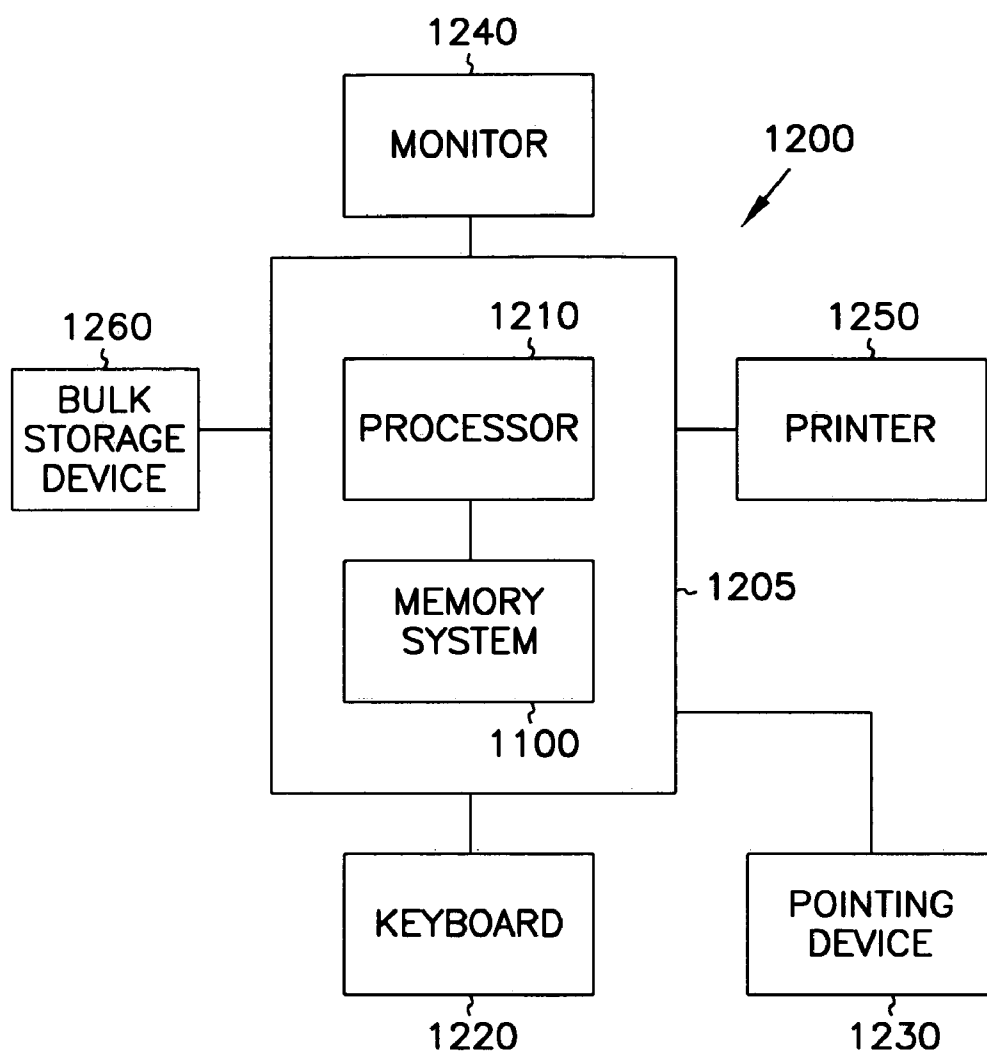 1240
MONITOR
1200
1260
BULK
STORAGE
DEVICE
1210
PROCESSOR
1250
PRINTER
MEMORY
SYSTEM
1100
1205
KEYBOARD
1220
POINTING
DEVICE
1230